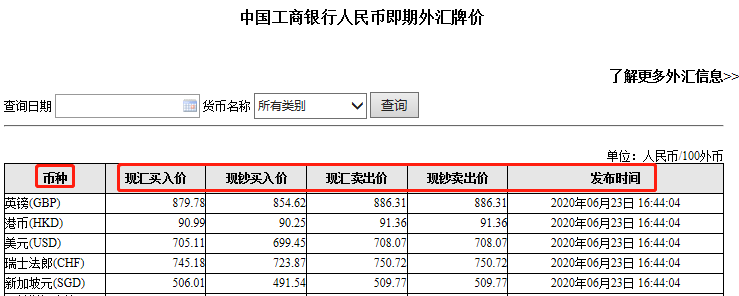 中国工商银行人民币即期外汇牌价
了解更多外汇信息>>
查询日期 货币名称 所有类别 查询
单位：人民币/100外币
币种 现汇买入价 现钞买入价 现汇卖出价 现钞卖出价 发布时间
英镑(GBP) 879.78 854.62 886.31 886.31 2020年06月23日 16:44:04
港币(HKD) 90.99 90.25 91.36 91.36 2020年06月23日 16:44:04
美元(USD) 705.11 699.45 708.07 708.07 2020年06月23日 16:44:04
瑞士法郎(CHF) 745.18 723.87 750.72 750.72 2020年06月23日 16:44:04
新加坡元(SGD) 506.01 491.54 509.77 509.77 2020年06月23日 16:44:04